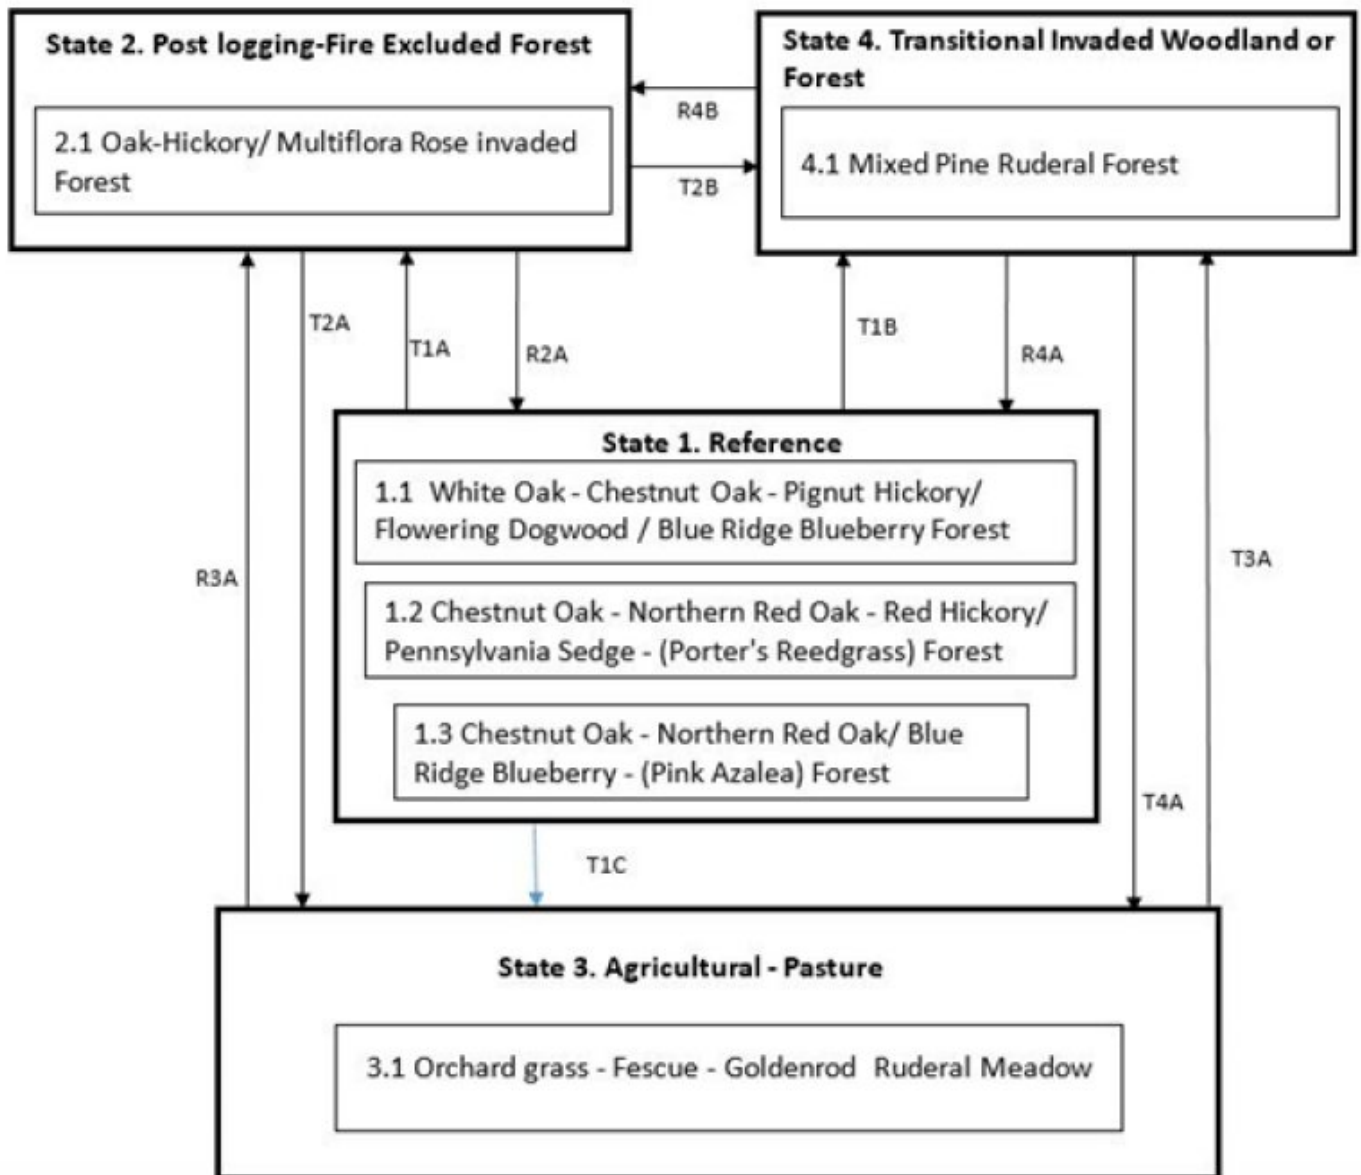 State 2. Post logging-Fire Excluded Forest
2.1 Oak-Hickory/ Multiflora Rose invaded
Forest
State 4. Transitional Invaded Woodland or
Forest
4.1 Mixed Pine Ruderal Forest
R4B
T2B
T2A
T1A
R2A
T1B
R4A
State 1. Reference
1.1 White Oak - Chestnut Oak - Pignut Hickory/
Flowering Dogwood / Blue Ridge Blueberry Forest
1.2 Chestnut Oak - Northern Red Oak - Red Hickory/
Pennsylvania Sedge - (Porter's Reedgrass) Forest
1.3 Chestnut Oak - Northern Red Oak/ Blue
Ridge Blueberry - (Pink Azalea) Forest
R3A
T3A
T4A
T1C
State 3. Agricultural - Pasture
3.1 Orchard grass - Fescue - Goldenrod Ruderal Meadow